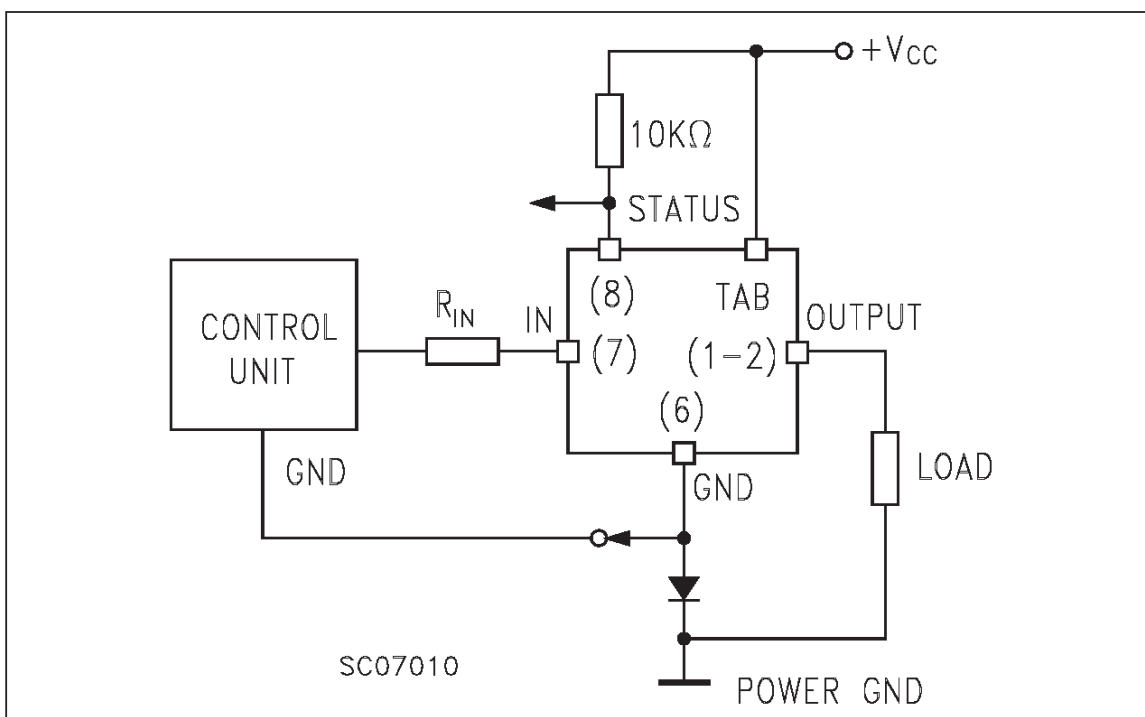 +VCC
10KΩ
STATUS
(8)
TAB
CONTROL
UNIT
RIN
IN
(7)
(1-2)
OUTPUT
(6)
GND
GND
LOAD
SC07010
POWER GND